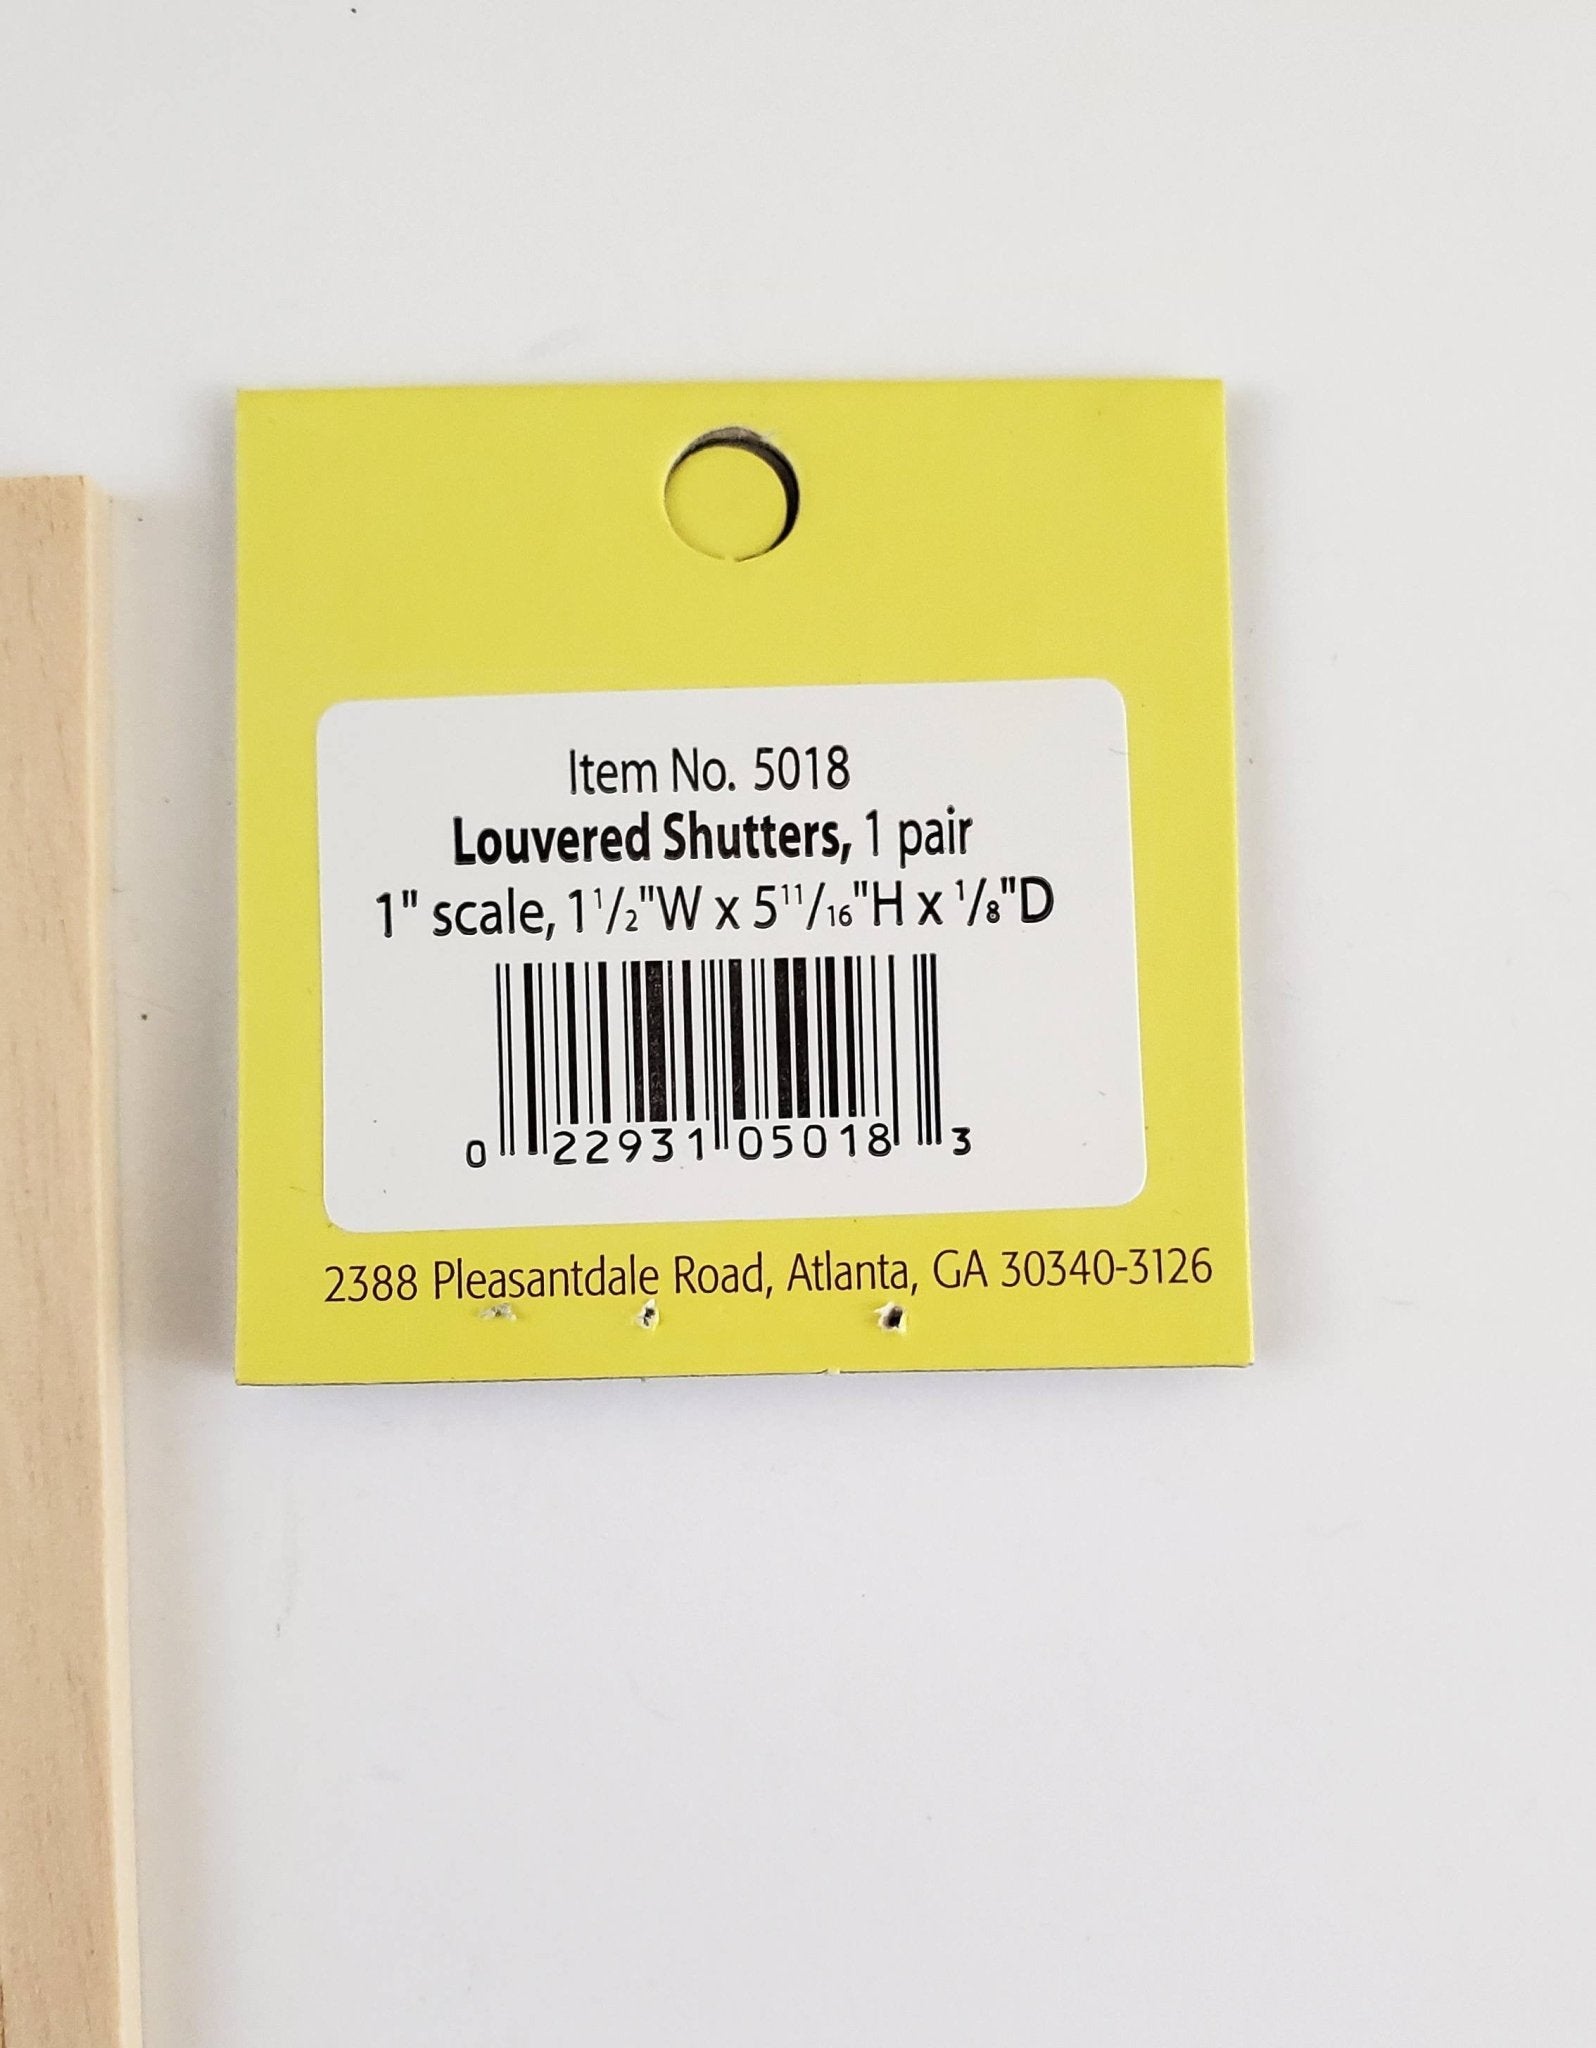 Item No. 5018
Louvered Shutters, 1 pair
1" scale, 1 1/2"W x 5 11/16"H x 1/8"D
0 22931 05018 3
2388 Pleasantdale Road, Atlanta, GA 30340-3126